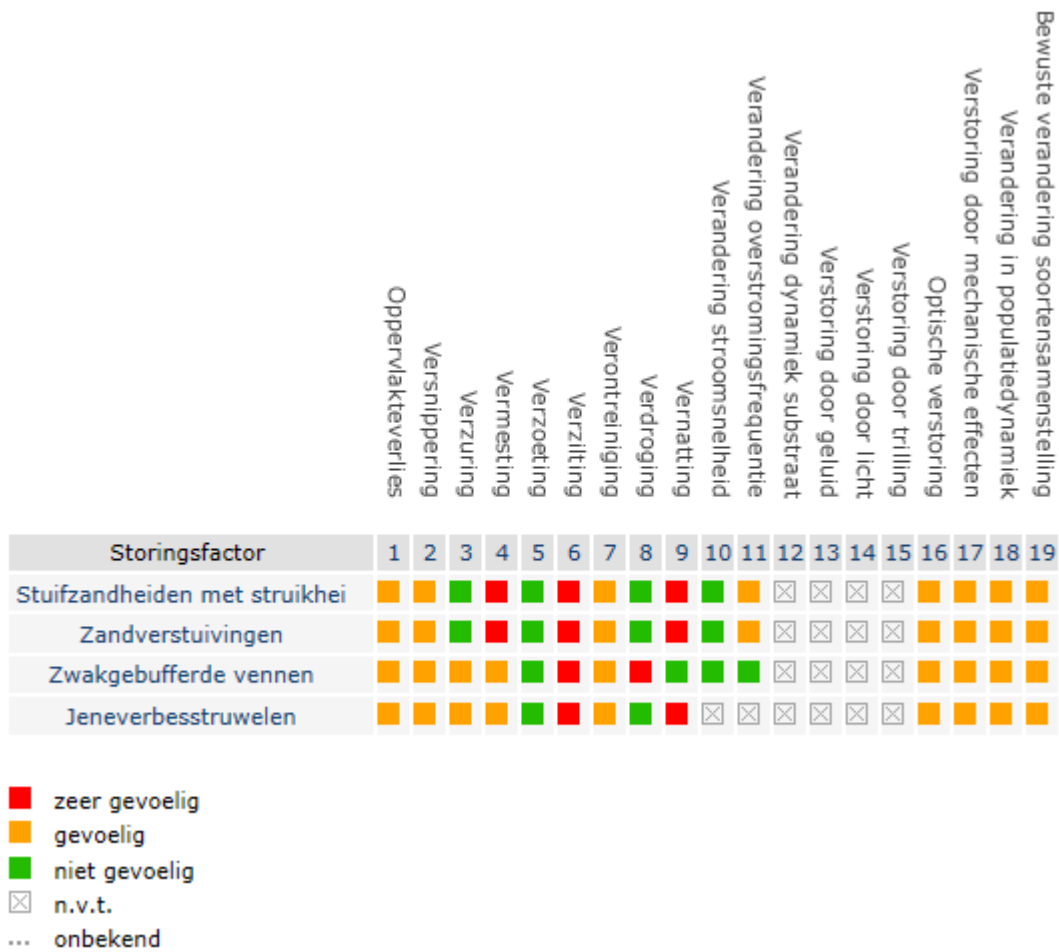 Oppervlakteverlies
Versnippering
Verzuring
Vermesting
Verzoeting
Verzilting
Verontreiniging
Verdroging
Vernatting
Verandering stroomsnelheid
Verandering overstromingsfrequentie
Verandering dynamiek substraat
Verstoring door geluid
Verstoring door licht
Verstoring door trilling
Optische verstoring
Verstoring door mechanische effecten
Verandering in populatiedynamiek
Bewuste verandering soortensamenstelling
Storingsfactor 1 2 3 4 5 6 7 8 9 10 11 12 13 14 15 16 17 18 19
Stuifzandheiden met struikhei
Zandverstuivingen
Zwakgebufferde vennen
Jeneverbesstruwelen
zeer gevoelig
gevoelig
niet gevoelig
n.v.t.
... onbekend